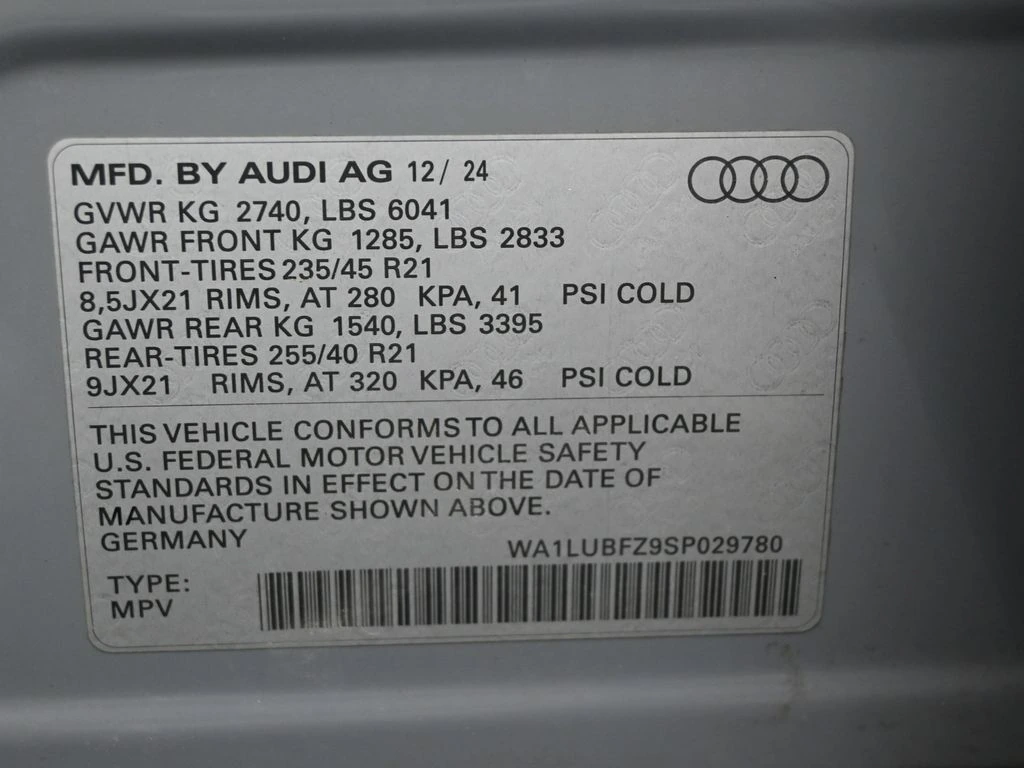 MFD. BY AUDI AG 12/ 24
GVWR KG 2740, LBS 6041
GAWR FRONT KG 1285, LBS 2833
FRONT-TIRES 235/45 R21
8,5JX21 RIMS, AT 280 KPA, 41 PSI COLD
GAWR REAR KG 1540, LBS 3395
REAR-TIRES 255/40 R21
9JX21 RIMS, AT 320 KPA, 46 PSI COLD
THIS VEHICLE CONFORMS TO ALL APPLICABLE
U.S. FEDERAL MOTOR VEHICLE SAFETY
STANDARDS IN EFFECT ON THE DATE OF
MANUFACTURE SHOWN ABOVE.
GERMANY
WA1LUBFZ9SP029780
TYPE:
MPV